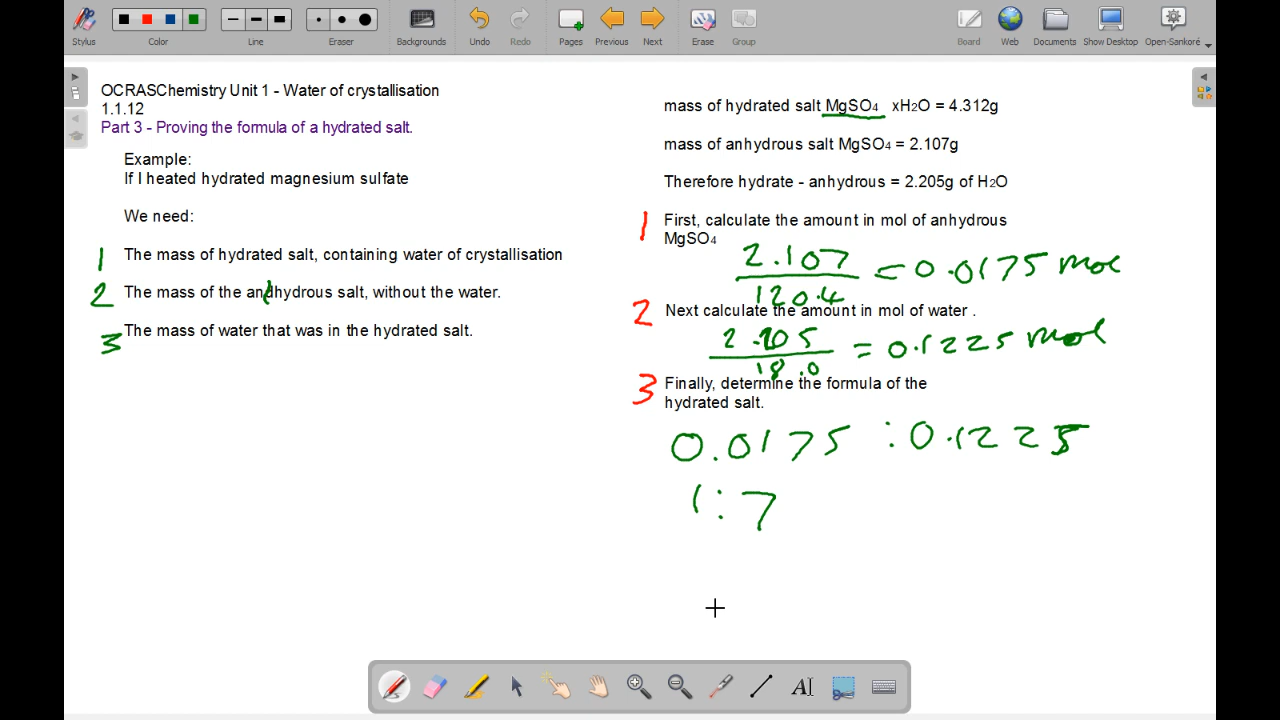 Stylus Color Line Eraser Backgrounds Undo Redo Pages Previous Next Erase Group Board Web Documents Show Desktop Open-Sankoré
OCRASChemistry Unit 1 - Water of crystallisation
1.1.12
Part 3 - Proving the formula of a hydrated salt.
Example:
If I heated hydrated magnesium sulfate
We need:
1 The mass of hydrated salt, containing water of crystallisation
2 The mass of the andhydrous salt, without the water.
3 The mass of water that was in the hydrated salt.
mass of hydrated salt MgSO4 xH2O = 4.312g
mass of anhydrous salt MgSO4 = 2.107g
Therefore hydrate - anhydrous = 2.205g of H2O
1 First, calculate the amount in mol of anhydrous
MgSO4
2.107
= 0.0175 mol
120.4
2 Next calculate the amount in mol of water .
2.205
= 0.1225 mol
18.0
3 Finally, determine the formula of the
hydrated salt.
0.0175 : 0.1225
1 : 7